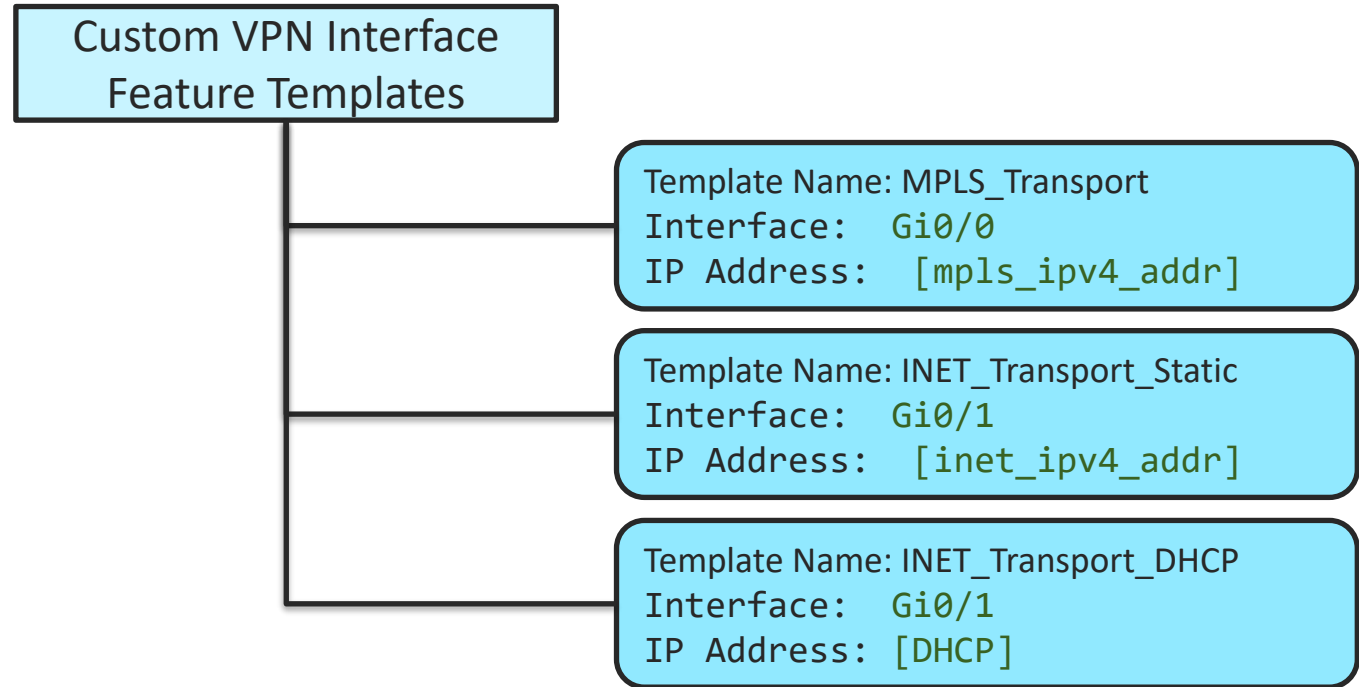 Custom VPN Interface
Feature Templates
Template Name: MPLS_Transport
Interface: Gi0/0
IP Address: [mpls_ipv4_addr]
Template Name: INET_Transport_Static
Interface: Gi0/1
IP Address: [inet_ipv4_addr]
Template Name: INET_Transport_DHCP
Interface: Gi0/1
IP Address: [DHCP]